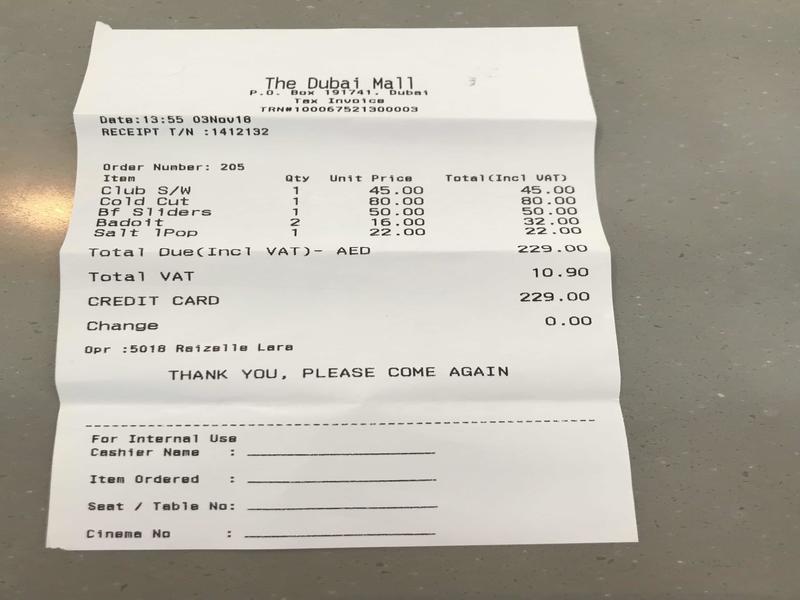 The Dubai Mall
P.O. Box 191741, Dubai
Tax Invoice
TRN#100067521300003
Date:13:55 03Nov18
RECEIPT T/N :1412132
Order Number: 205
Item Qty Unit Price Total(Incl VAT)
Club S/W 1 45.00 45.00
Cold Cut 1 80.00 80.00
Bf Sliders 1 50.00 50.00
Badoit 2 16.00 32.00
Salt 1Pop 1 22.00 22.00
Total Due(Incl VAT)- AED 229.00
Total VAT 10.90
CREDIT CARD 229.00
Change 0.00
Opr :5018 Raizelle Lara
THANK YOU, PLEASE COME AGAIN
For Internal Use
Cashier Name :
Item Ordered :
Seat / Table No:
Cinema No :